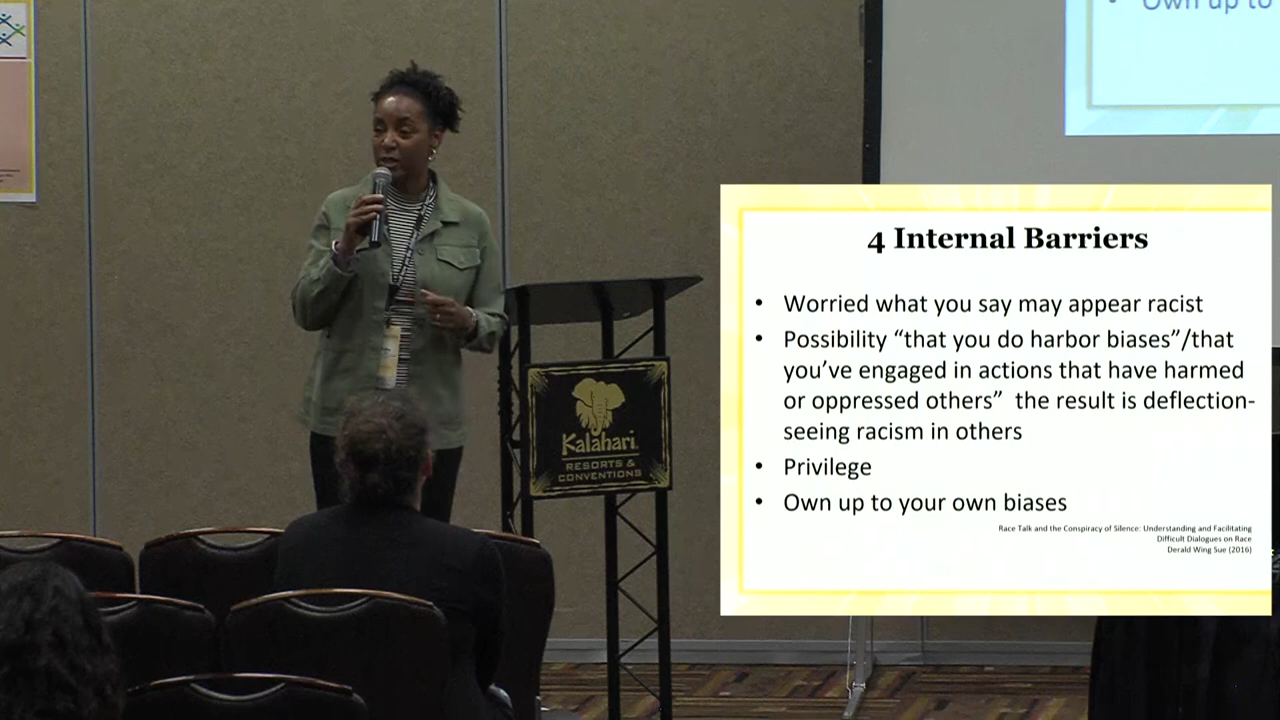 Own up to
4 Internal Barriers
• Worried what you say may appear racist
• Possibility “that you do harbor biases”/that
you’ve engaged in actions that have harmed
or oppressed others”  the result is deflection-
seeing racism in others
• Privilege
• Own up to your own biases
Race Talk and the Conspiracy of Silence: Understanding and Facilitating
Difficult Dialogues on Race
Derald Wing Sue (2016)
Kalahari
RESORTS &
CONVENTIONS